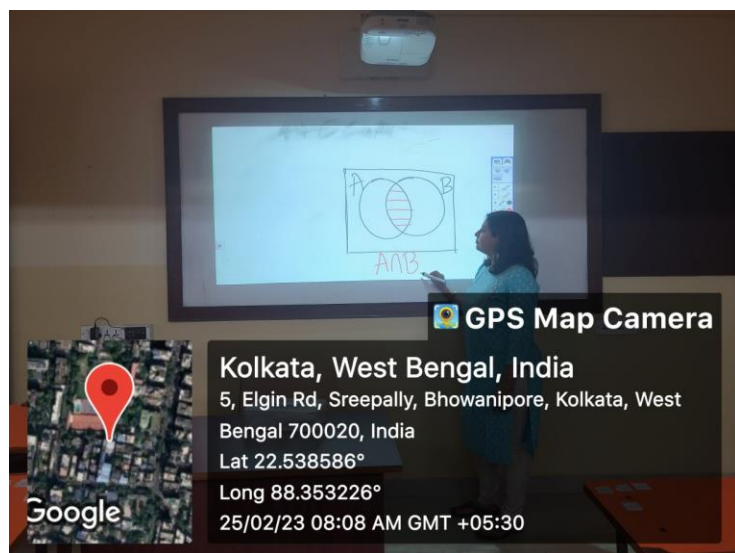 A
B
A∩B
GPS Map Camera
Kolkata, West Bengal, India
5, Elgin Rd, Sreepally, Bhowanipore, Kolkata, West
Bengal 700020, India
Lat 22.538586°
Long 88.353226°
25/02/23 08:08 AM GMT +05:30
Google